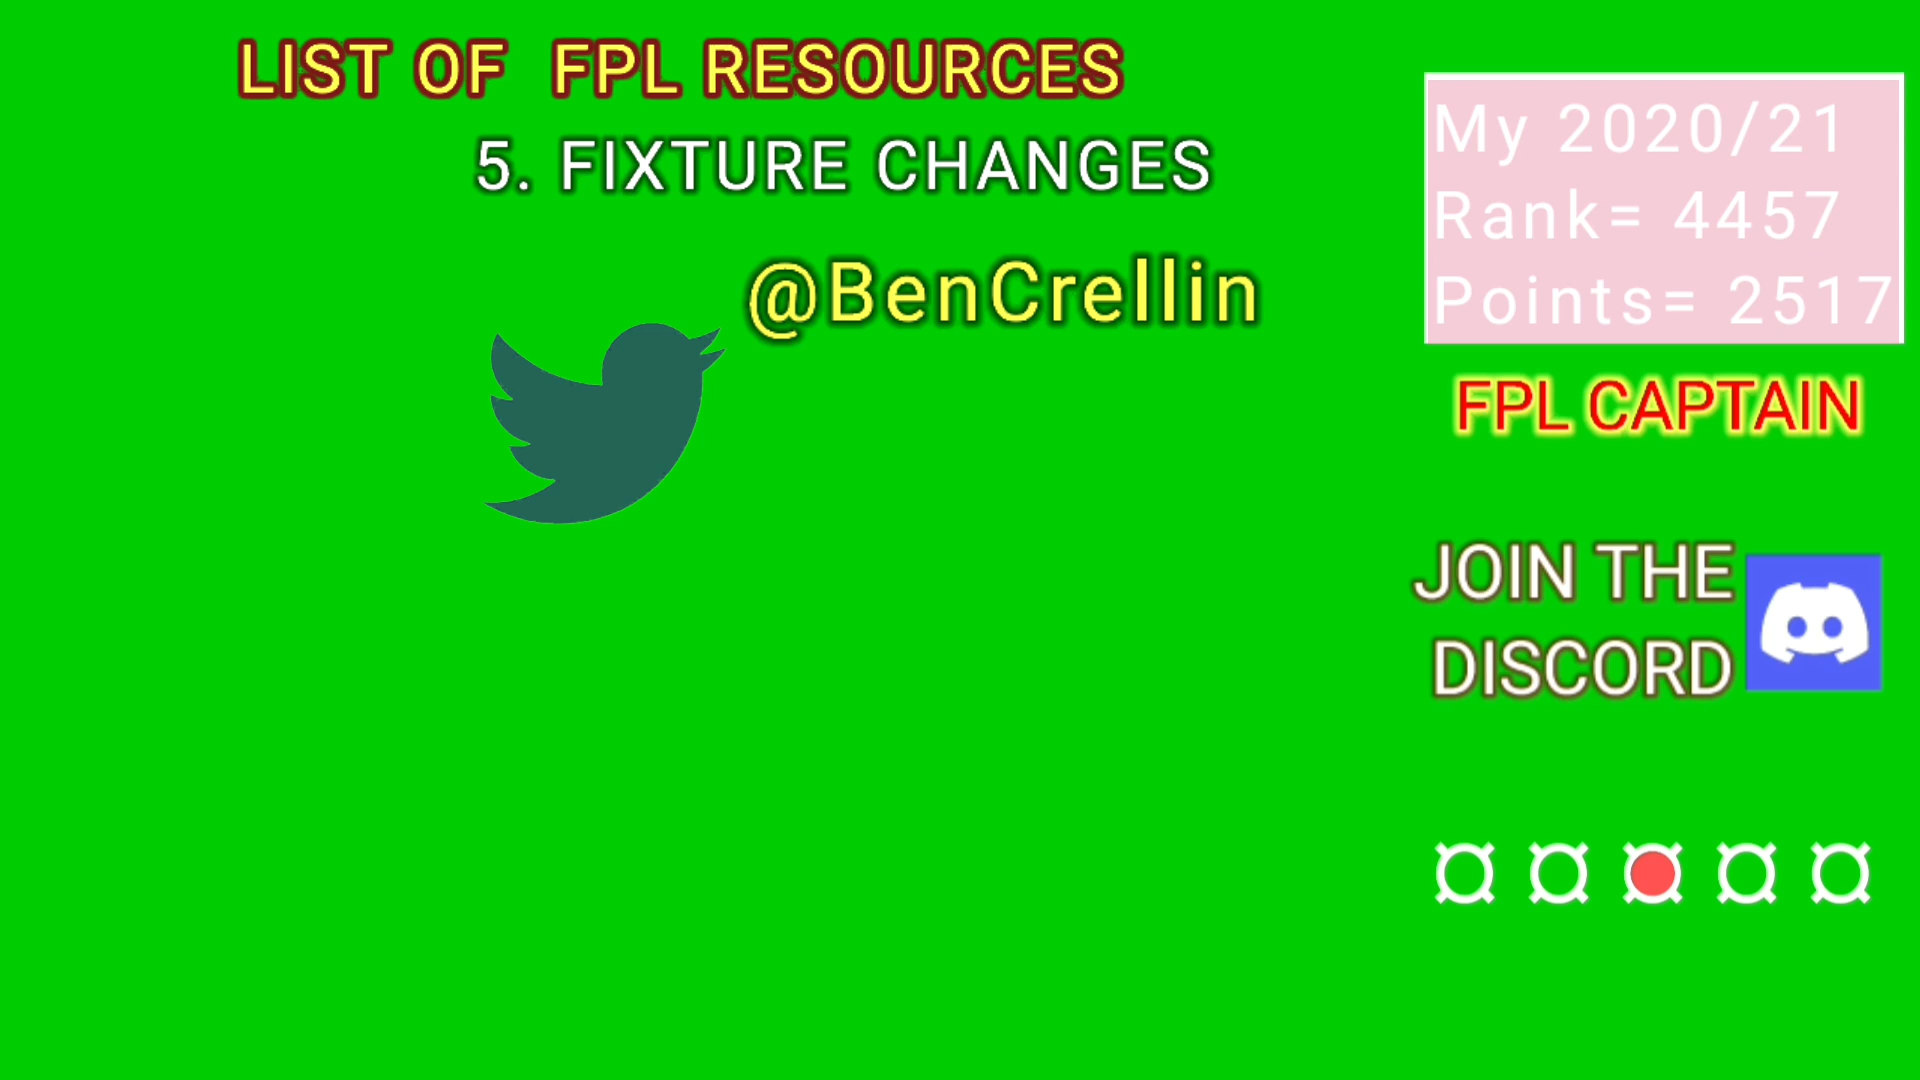 LIST OF FPL RESOURCES
5. FIXTURE CHANGES
@BenCrellin
My 2020/21
Rank= 4457
Points= 2517
FPL CAPTAIN
JOIN THE
DISCORD